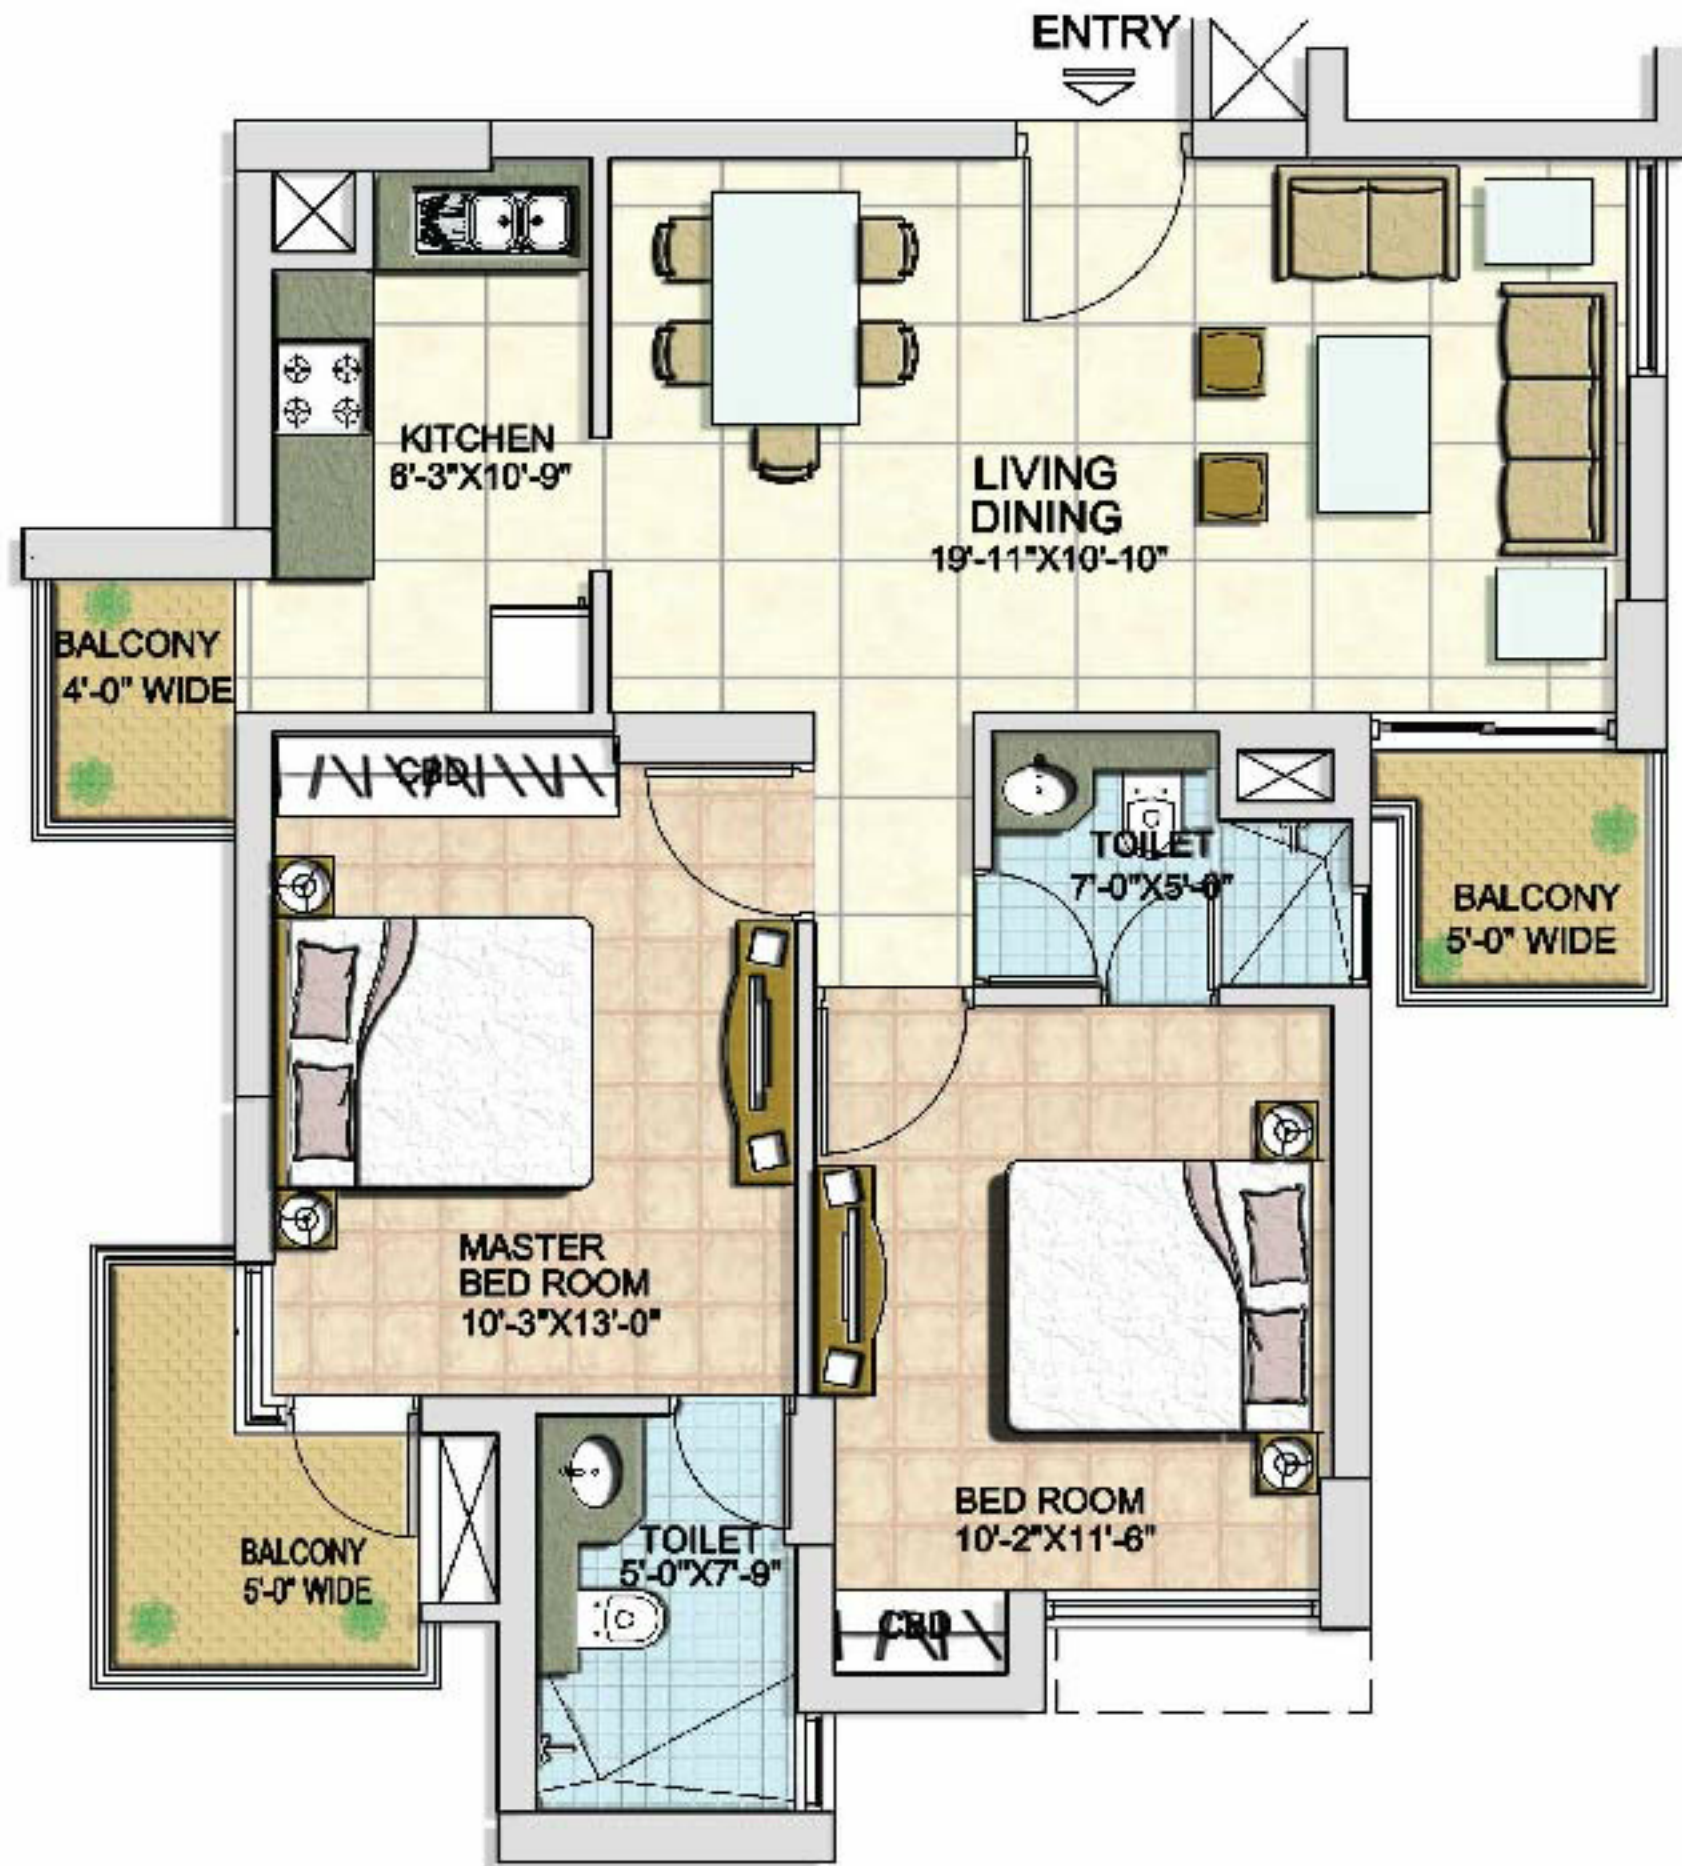 ENTRY
KITCHEN
6'-3"X10'-9"
LIVING
DINING
19'-11"X10'-10"
BALCONY
4'-0" WIDE
CBD
TOILET
7'-0"X5'-0"
BALCONY
5'-0" WIDE
MASTER
BED ROOM
10'-3"X13'-0"
BED ROOM
10'-2"X11'-6"
BALCONY
5'-0" WIDE
TOILET
5'-0"X7'-9"
CBD